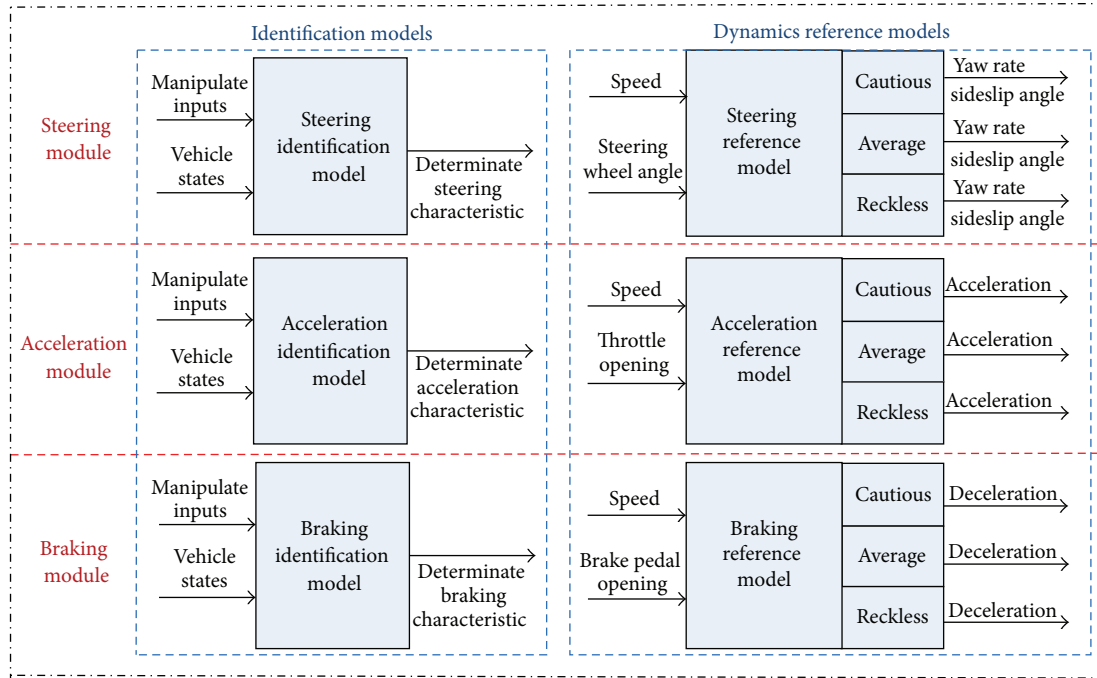 Identification models
Dynamics reference models
Steering
module
Manipulate
inputs
Vehicle
states
Steering
identification
model
Determinate
steering
characteristic
Speed
Steering
wheel angle
Steering
reference
model
Cautious
Average
Reckless
Yaw rate
sideslip angle
Yaw rate
sideslip angle
Yaw rate
sideslip angle
Acceleration
module
Manipulate
inputs
Vehicle
states
Acceleration
identification
model
Determinate
acceleration
characteristic
Speed
Throttle
opening
Acceleration
reference
model
Cautious
Average
Reckless
Acceleration
Acceleration
Acceleration
Braking
module
Manipulate
inputs
Vehicle
states
Braking
identification
model
Determinate
braking
characteristic
Speed
Brake pedal
opening
Braking
reference
model
Cautious
Average
Reckless
Deceleration
Deceleration
Deceleration